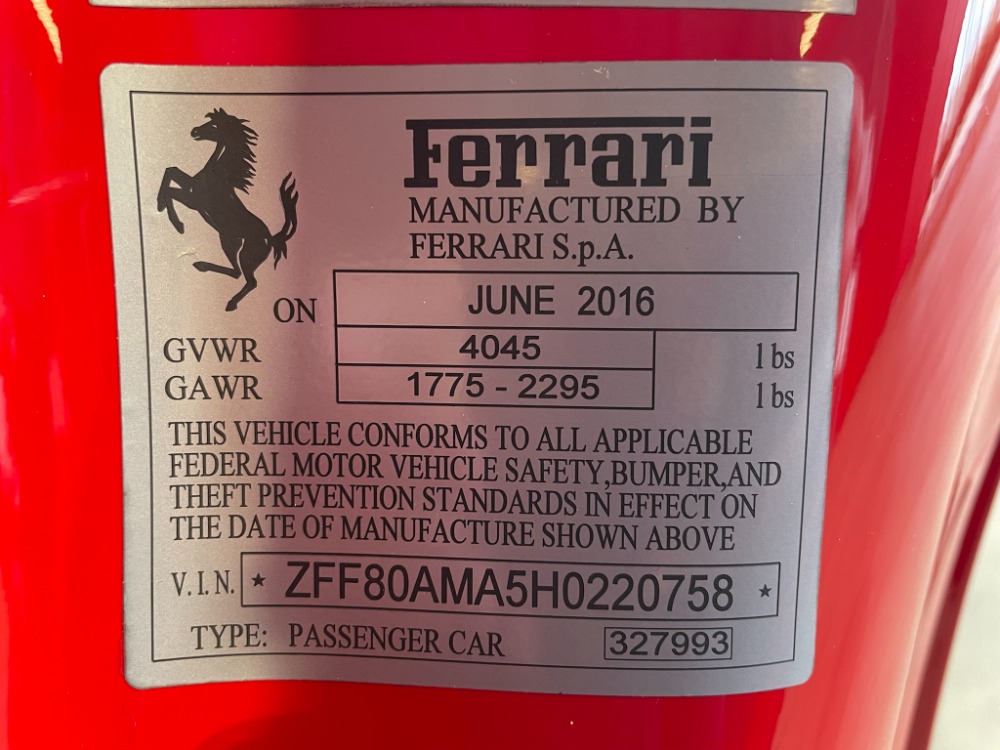 Ferrari
MANUFACTURED BY
FERRARI S.p.A.
ON JUNE 2016
GVWR 4045 lbs
GAWR 1775 - 2295 lbs
THIS VEHICLE CONFORMS TO ALL APPLICABLE
FEDERAL MOTOR VEHICLE SAFETY,BUMPER,AND
THEFT PREVENTION STANDARDS IN EFFECT ON
THE DATE OF MANUFACTURE SHOWN ABOVE
V.I.N. * ZFF80AMA5H0220758 *
TYPE: PASSENGER CAR 327993